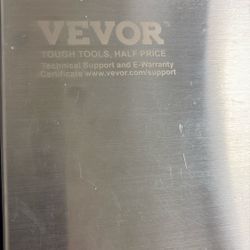 VEVOR
TOUGH TOOLS, HALF PRICE
Technical Support and E-Warranty
Certificate www.vevor.com/support